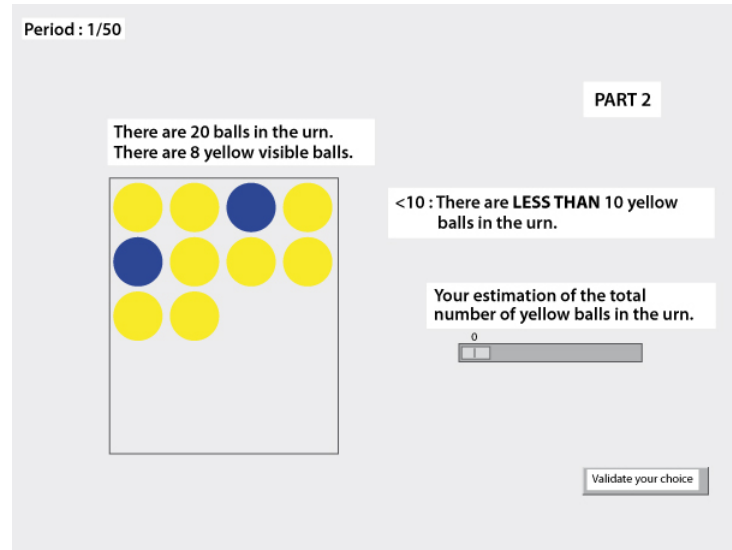 Period : 1/50
PART 2
There are 20 balls in the urn.
There are 8 yellow visible balls.
<10 : There are LESS THAN 10 yellow
balls in the urn.
Your estimation of the total
number of yellow balls in the urn.
0
Validate your choice